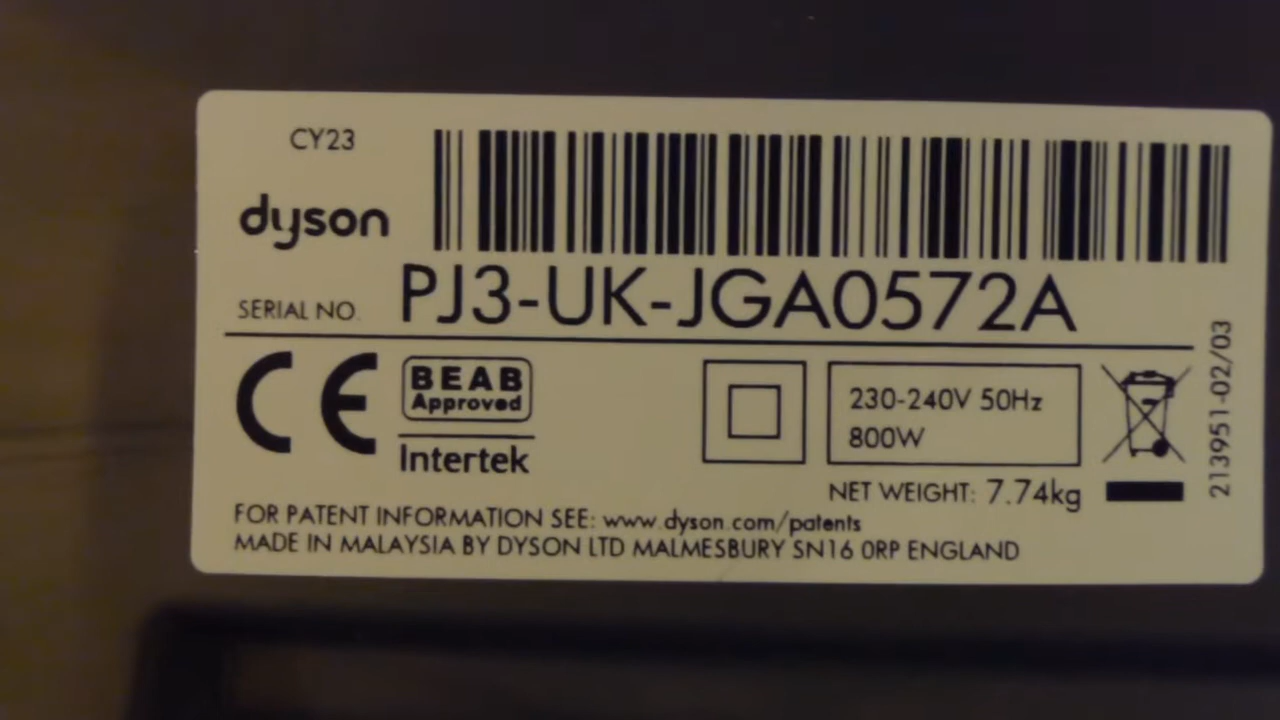 CY23
dyson
SERIAL NO. PJ3-UK-JGA0572A
CE
BEAB
Approved
Intertek
230-240V 50Hz
800W
NET WEIGHT: 7.74kg
213951-02/03
FOR PATENT INFORMATION SEE: www.dyson.com/patents
MADE IN MALAYSIA BY DYSON LTD MALMESBURY SN16 0RP ENGLAND